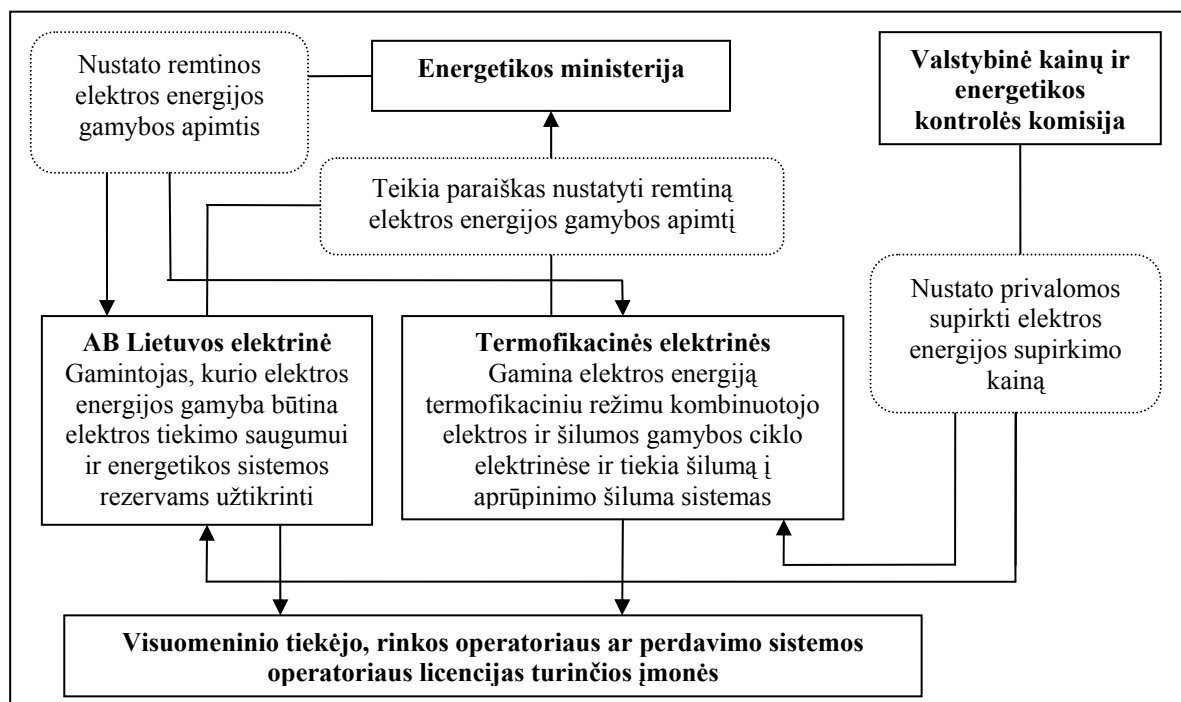 Nustato remtinos
elektros energijos
gamybos apimtis
Energetikos ministerija
Valstybinė kainų ir
energetikos
kontrolės komisija
Teikia paraiškas nustatyti remtiną
elektros energijos gamybos apimtį
Nustato privalomos
supirkti elektros
energijos supirkimo
kainą
AB Lietuvos elektrinė
Gamintojas, kurio elektros
energijos gamyba būtina
elektros tiekimo saugumui
ir energetikos sistemos
rezervams užtikrinti
Termofikacinės elektrinės
Gamina elektros energiją
termofikaciniu režimu kombinuotojo
elektros ir šilumos gamybos ciklo
elektrinėse ir tiekia šilumą į
aprūpinimo šiluma sistemas
Visuomeninio tiekėjo, rinkos operatoriaus ar perdavimo sistemos
operatoriaus licencijas turinčios įmonės